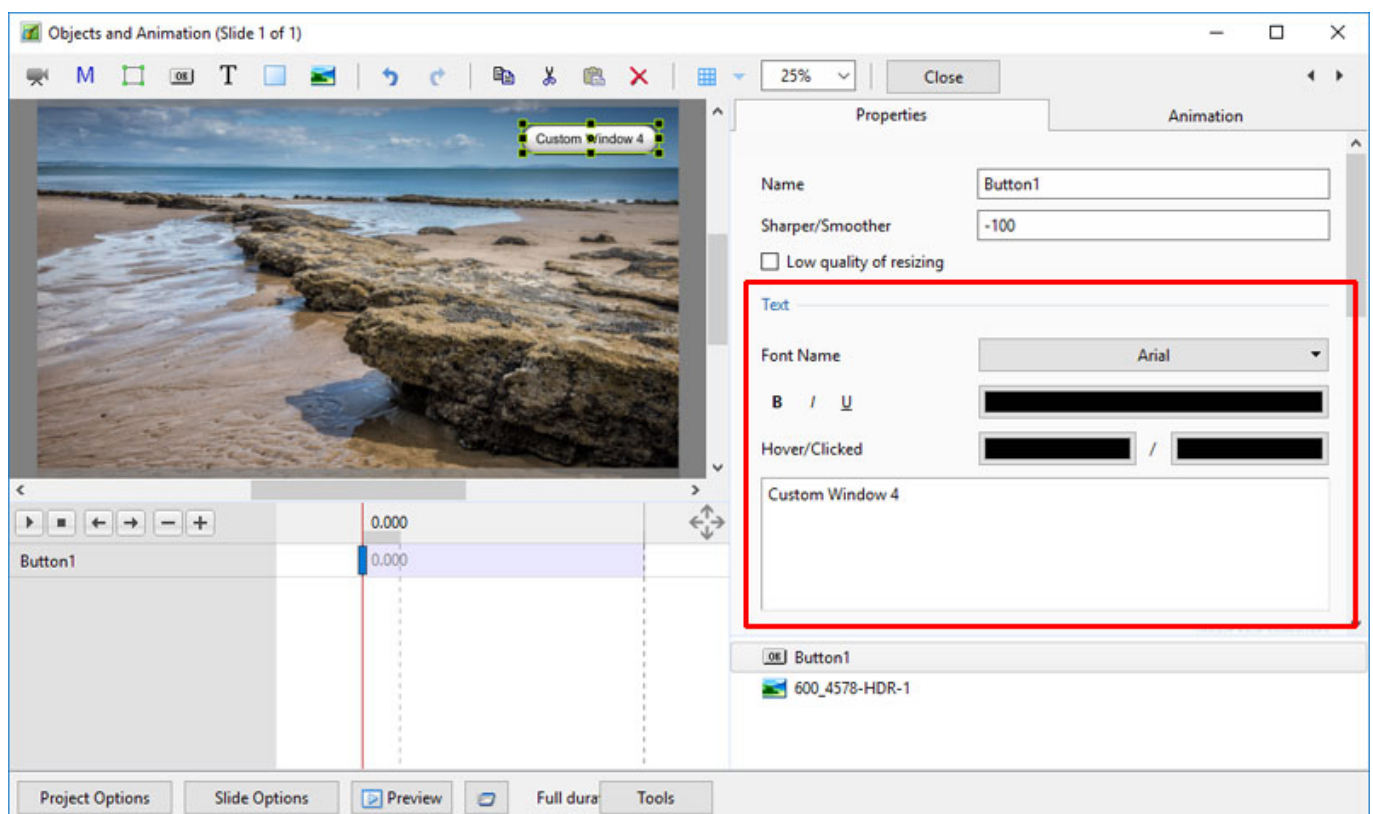 Objects and Animation (Slide 1 of 1)
M OK T 25% Close
Custom Window 4
Properties Animation
Name Button1
Sharper/Smoother -100
Low quality of resizing
Text
Font Name Arial
B I U
Hover/Clicked /
Custom Window 4
0.000
Button1 0.000
OK Button1
600_4578-HDR-1
Project Options Slide Options Preview Full dura Tools